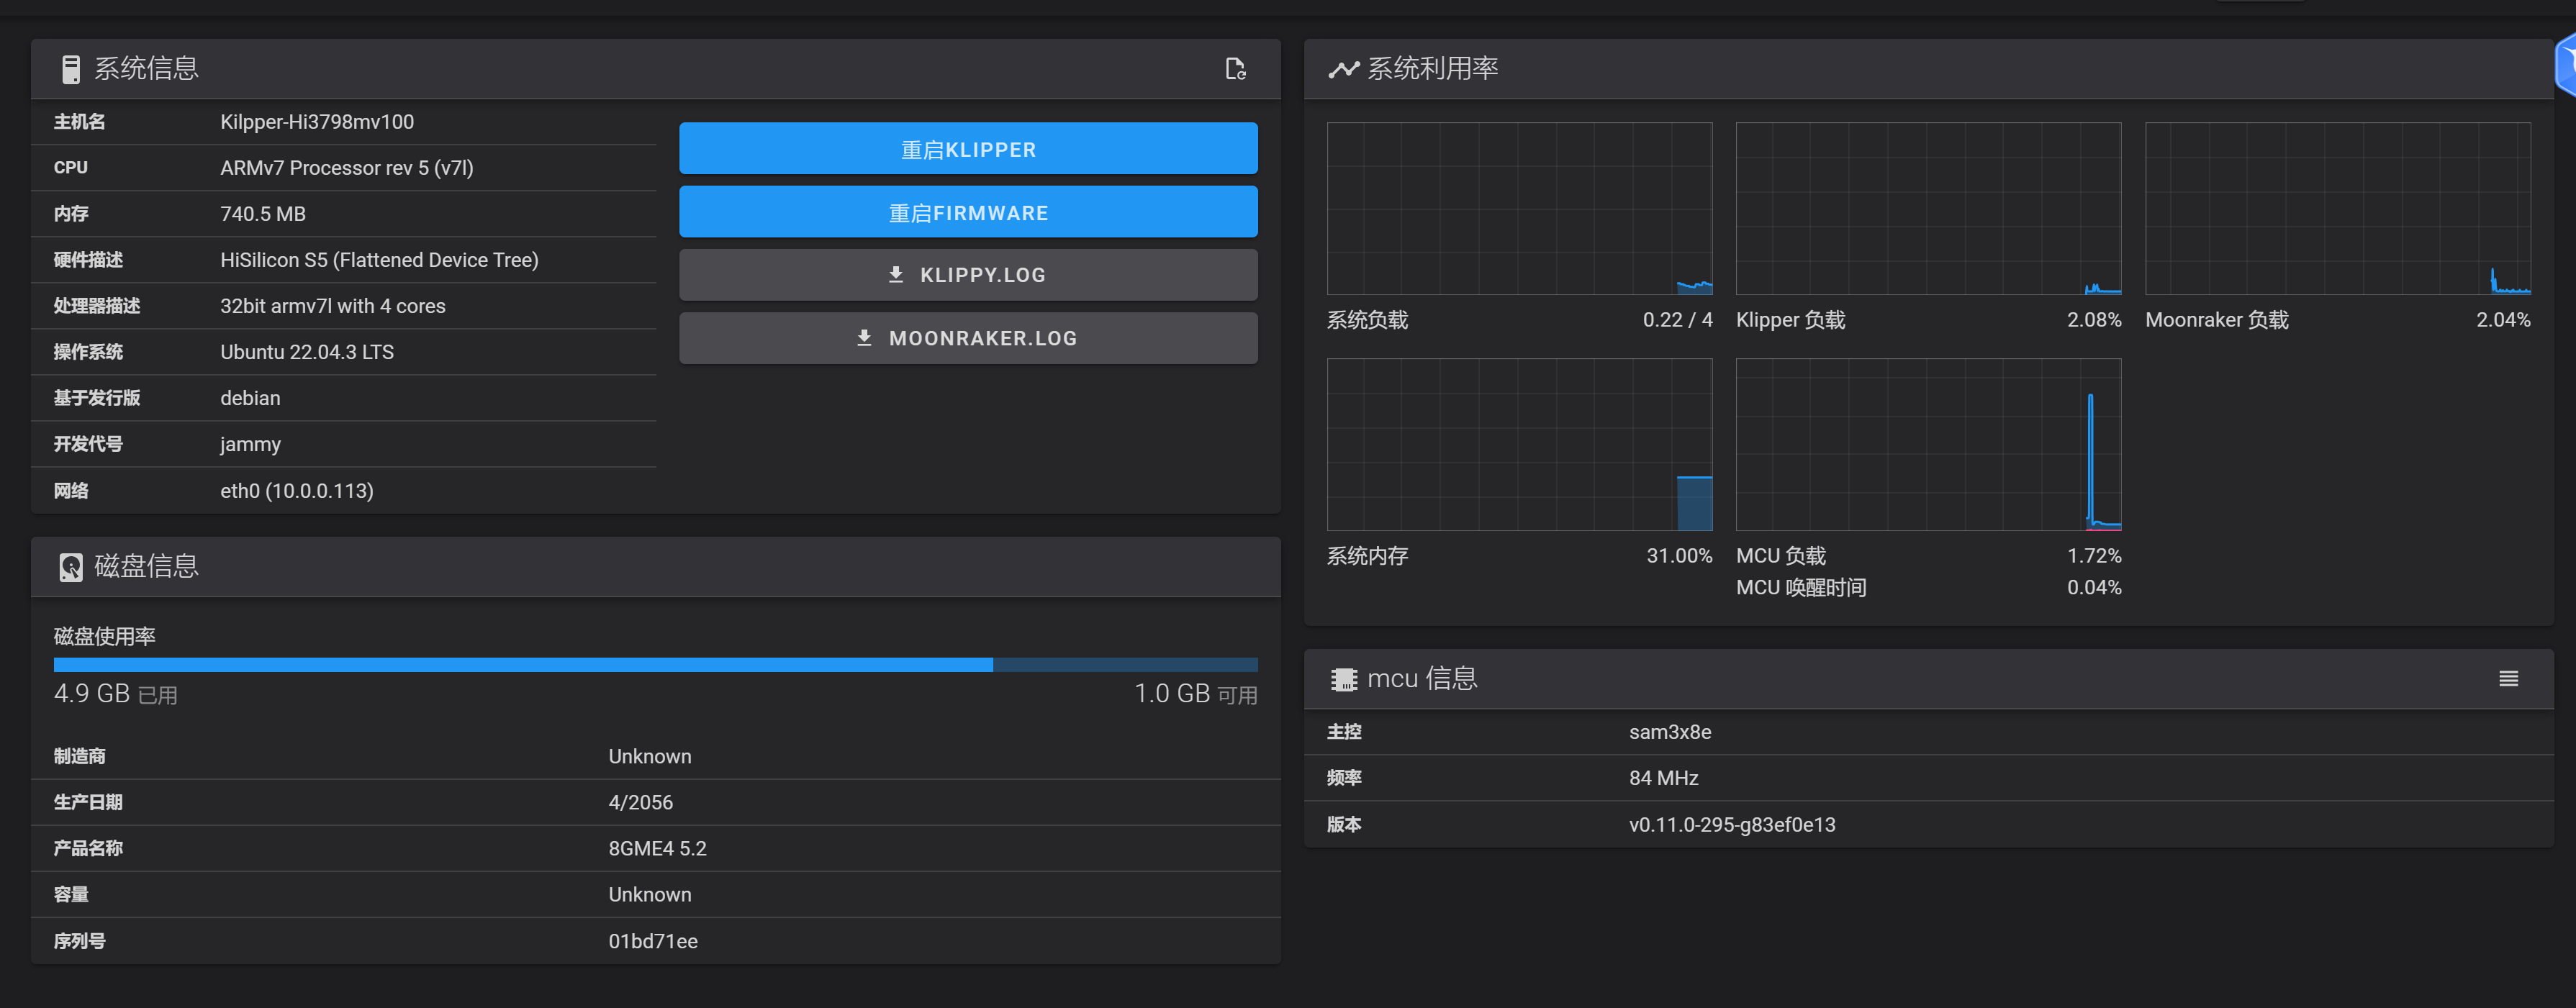 系统信息
主机名 Kilpper-Hi3798mv100
CPU ARMv7 Processor rev 5 (v7l)
内存 740.5 MB
硬件描述 HiSilicon S5 (Flattened Device Tree)
处理器描述 32bit armv7l with 4 cores
操作系统 Ubuntu 22.04.3 LTS
基于发行版 debian
开发代号 jammy
网络 eth0 (10.0.0.113)
重启KLIPPER
重启FIRMWARE
KLIPPY.LOG
MOONRAKER.LOG
磁盘信息
磁盘使用率
4.9 GB 已用 1.0 GB 可用
制造商 Unknown
生产日期 4/2056
产品名称 8GME4 5.2
容量 Unknown
序列号 01bd71ee
系统利用率
系统负载 0.22 / 4
Klipper 负载 2.08%
Moonraker 负载 2.04%
系统内存 31.00%
MCU 负载 1.72%
MCU 唤醒时间 0.04%
mcu 信息
主控 sam3x8e
频率 84 MHz
版本 v0.11.0-295-g83ef0e13